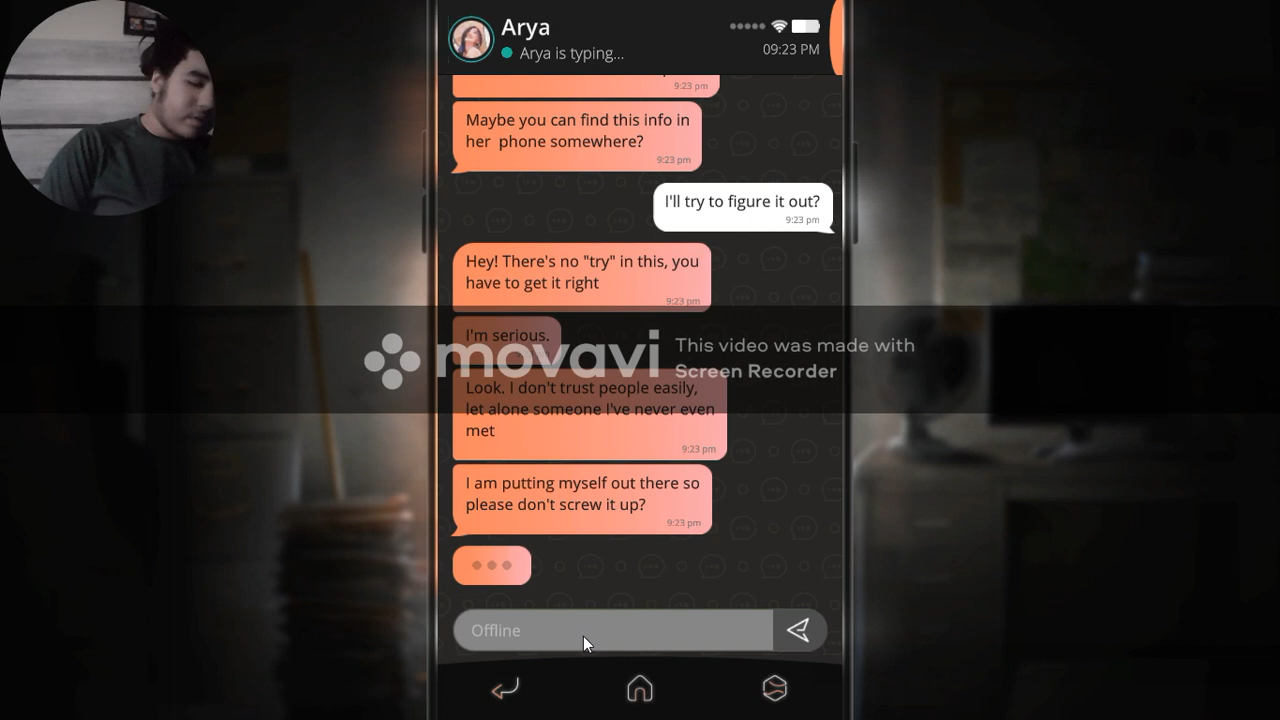 Arya
Arya is typing...
09:23 PM
9:23 pm
Maybe you can find this info in
her phone somewhere?
9:23 pm
I'll try to figure it out?
9:23 pm
Hey! There's no "try" in this, you
have to get it right
9:23 pm
I'm serious.
movavi
This video was made with
Screen Recorder
Look. I don't trust people easily,
let alone someone I've never even
met
9:23 pm
I am putting myself out there so
please don't screw it up?
9:23 pm
Offline